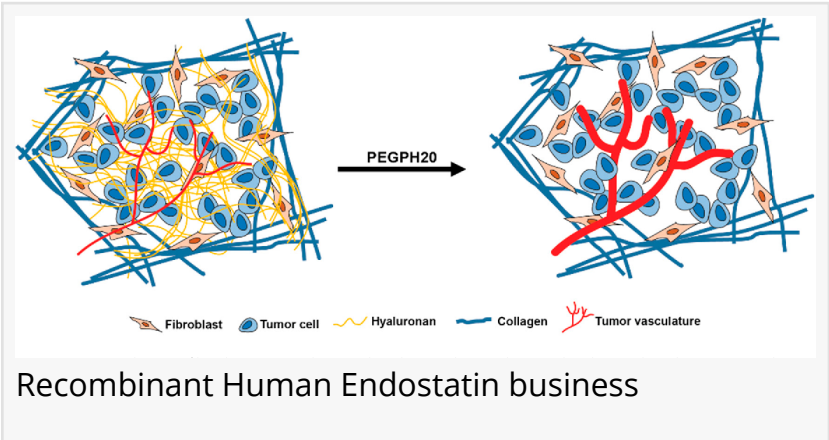 PEGPH20
Fibroblast Tumor cell Hyaluronan Collagen Tumor vasculature
Recombinant Human Endostatin business